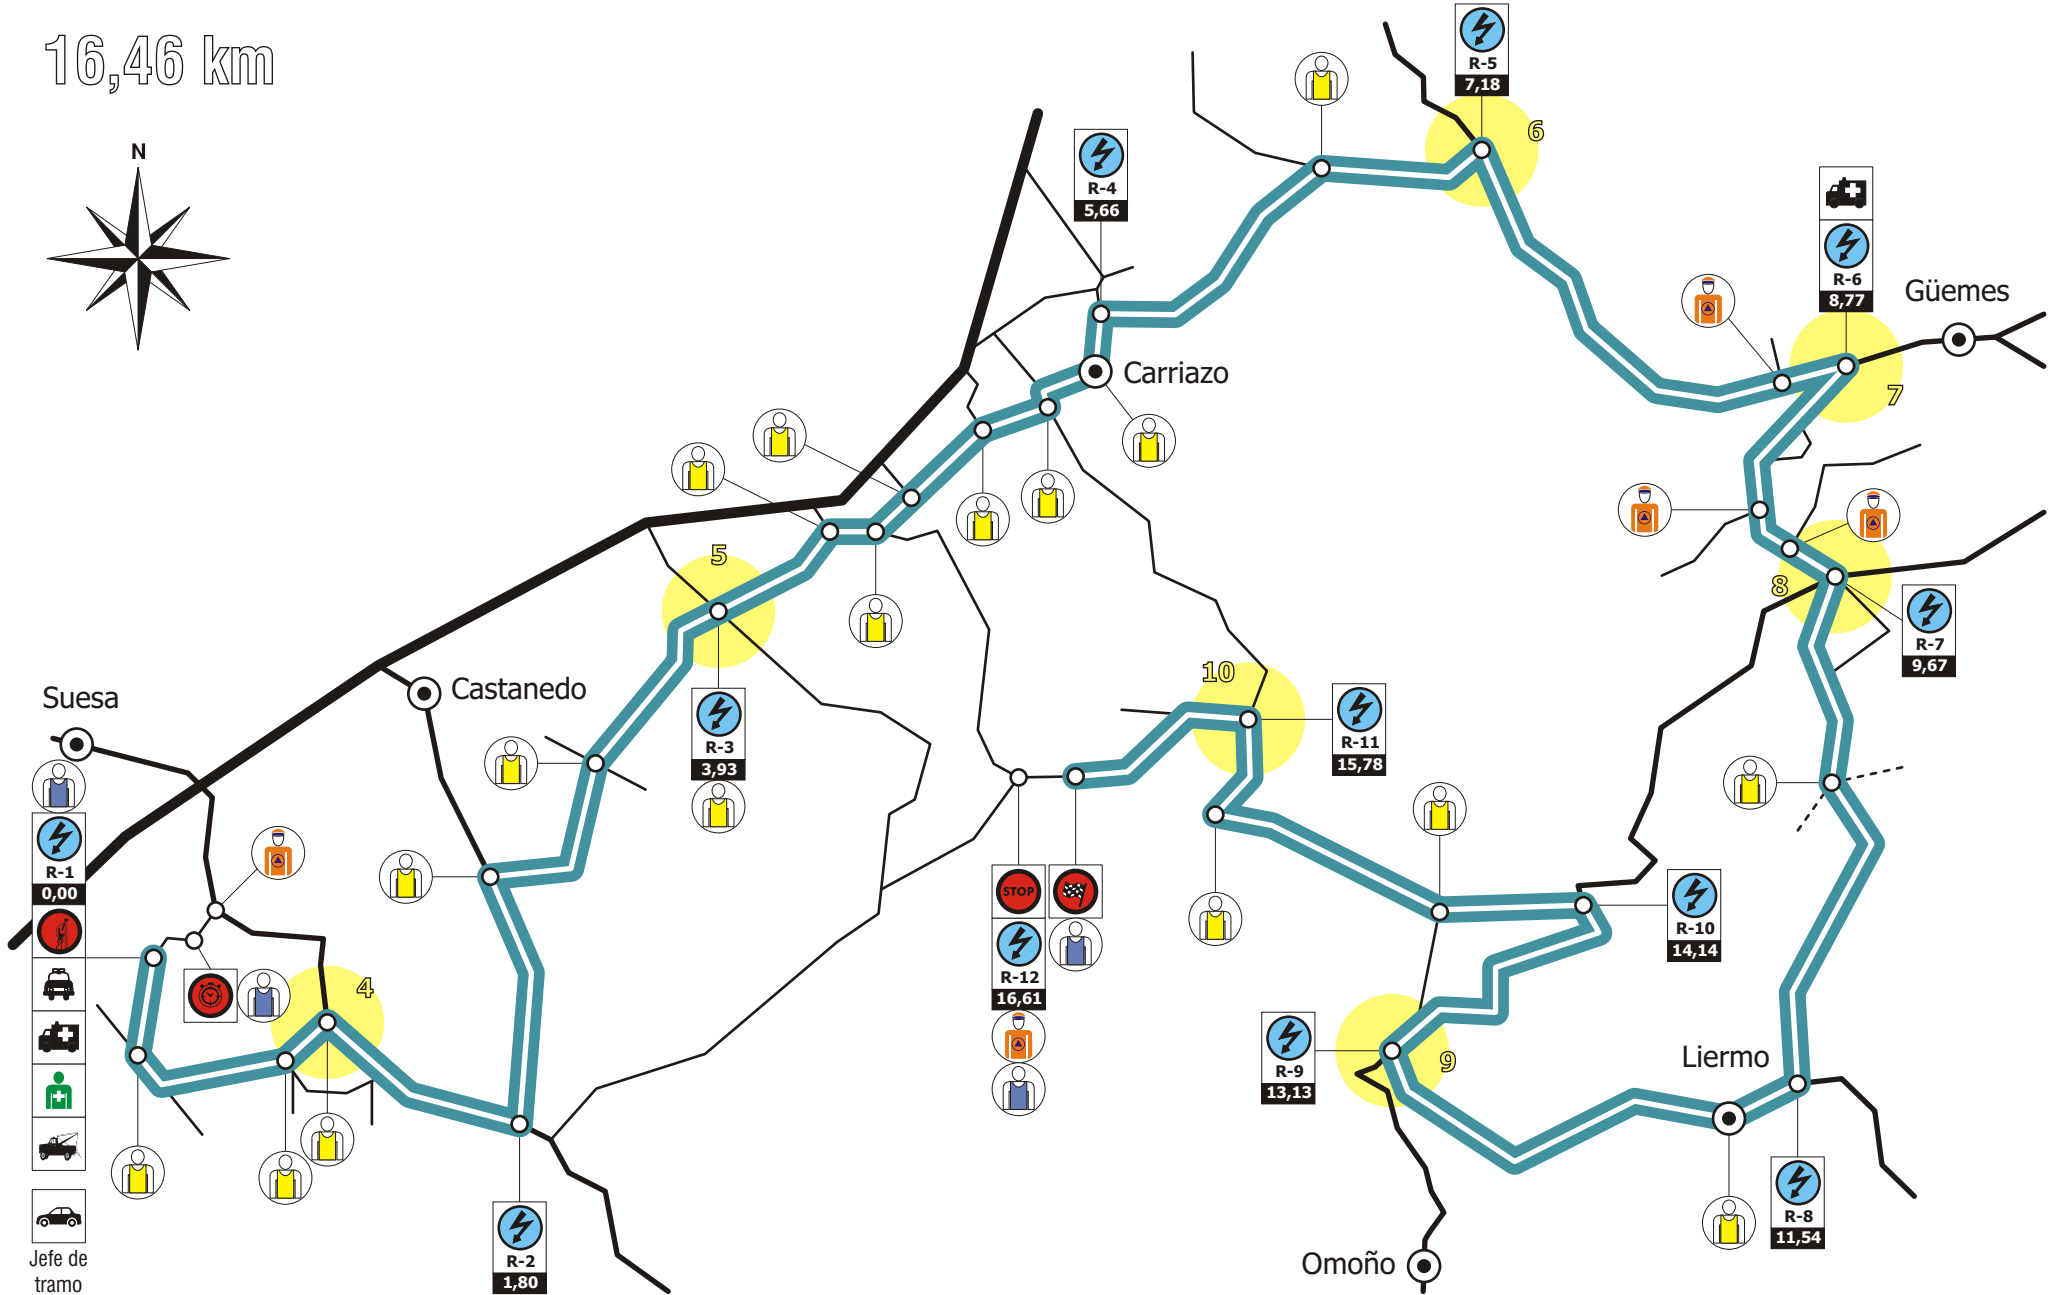 16,46 km
N
R-5
7,18
6
R-4
5,66
R-6
8,77
Güemes
7
Carriazo
5
8
R-7
9,67
Suesa
Castanedo
R-3
3,93
10
R-11
15,78
R-1
0,00
4
STOP
R-12
16,61
R-10
14,14
R-9
13,13
9
Liermo
R-8
11,54
Jefe de
tramo
R-2
1,80
Omoño